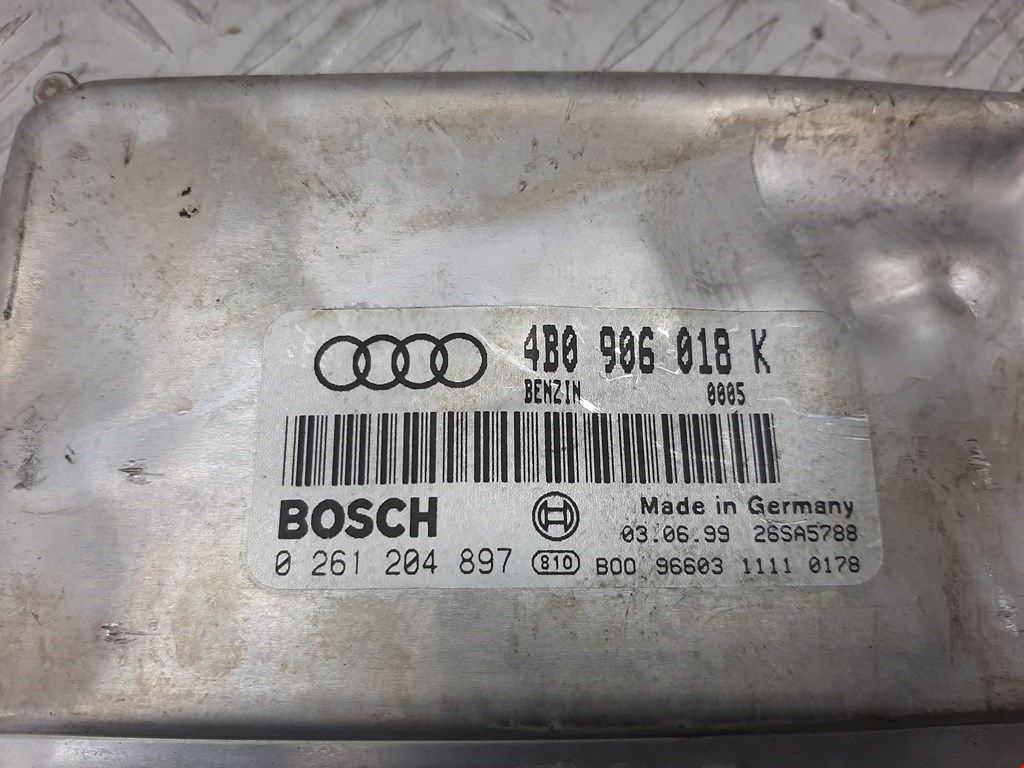 4B0 906 018 K
BENZIN 0005
BOSCH Made in Germany
03.06.99 26SA5788
0 261 204 897 810 B00 96603 1111 0178